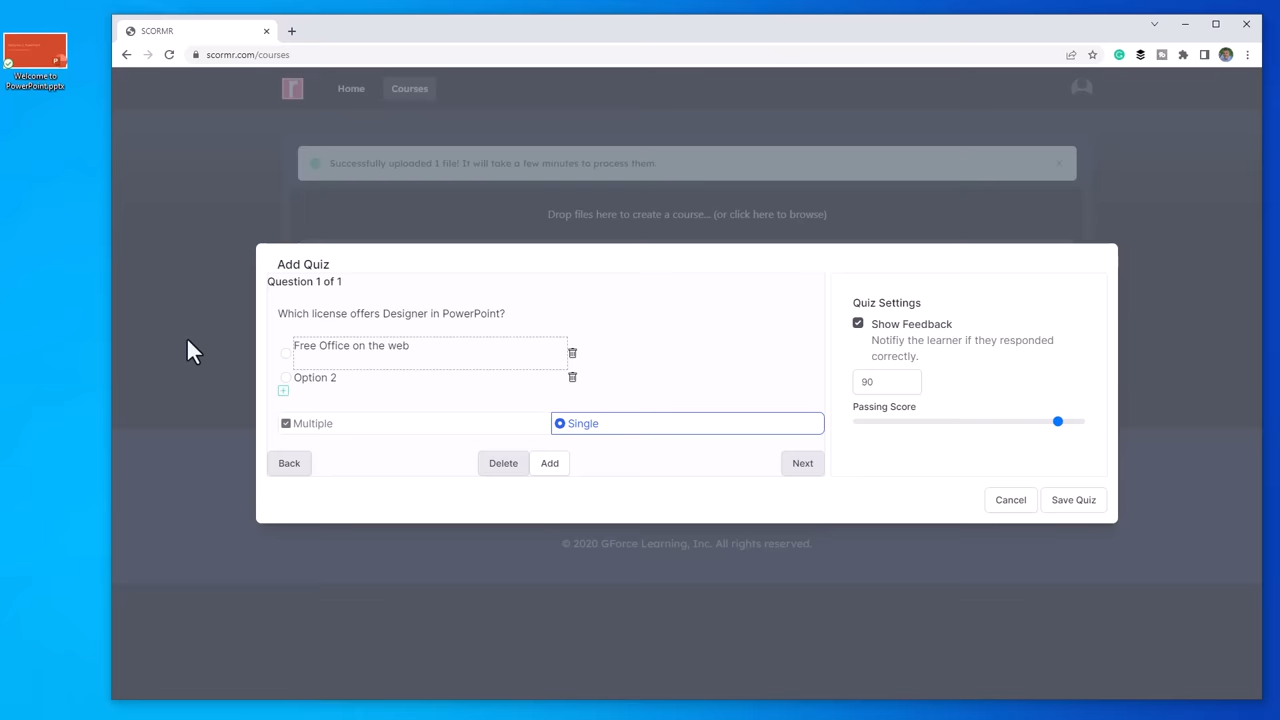 SCORMR
scormr.com/courses
Welcome to
PowerPoint.pptx
Home
Courses
Successfully uploaded 1 file! It will take a few minutes to process them.
Drop files here to create a course... (or click here to browse)
Add Quiz
Question 1 of 1
Which license offers Designer in PowerPoint?
Free Office on the web
Option 2
Multiple
Single
Back
Delete
Add
Next
Quiz Settings
Show Feedback
Notifiy the learner if they responded
correctly.
90
Passing Score
Cancel
Save Quiz
© 2020 GForce Learning, Inc. All rights reserved.